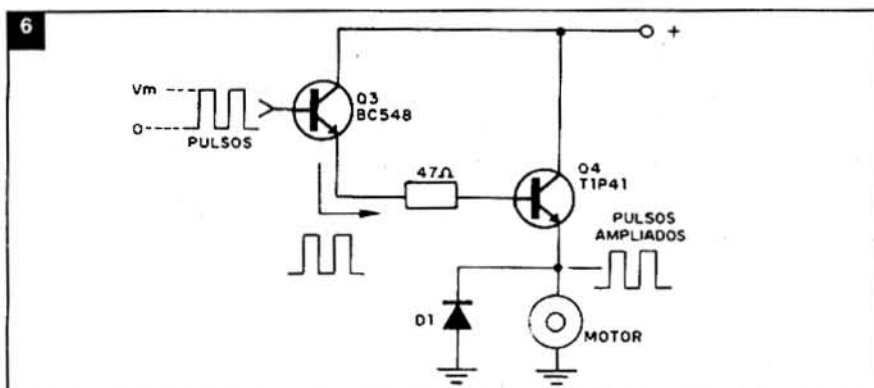 6
+
Vm
0
PULSOS
Q3
BC548
47Ω
Q4
TIP41
PULSOS
AMPLIADOS
D1
MOTOR